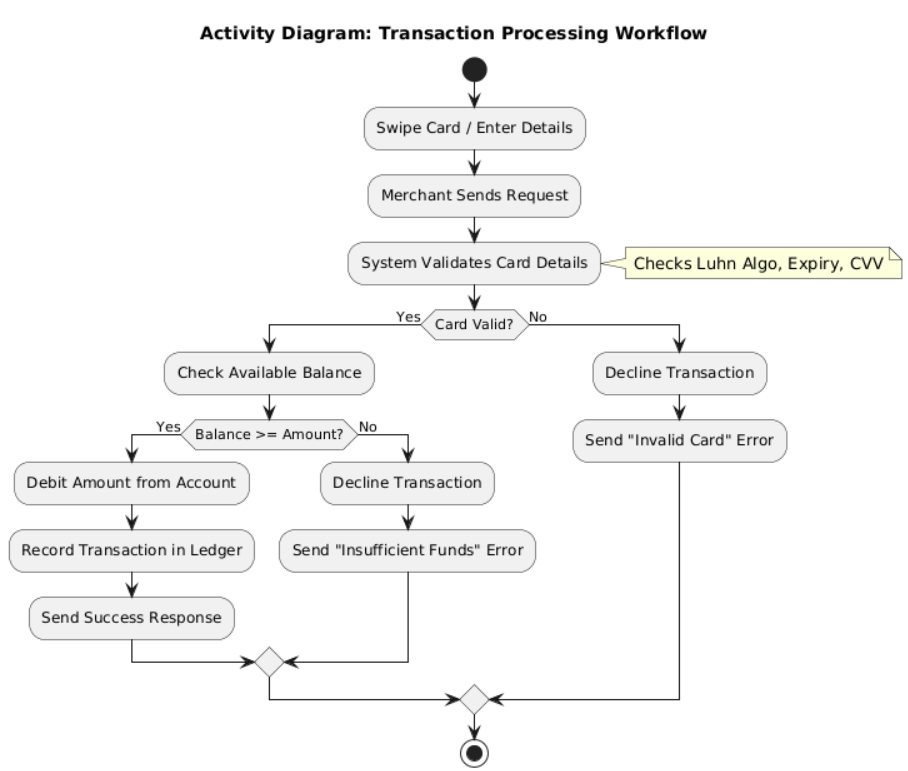 Activity Diagram: Transaction Processing Workflow
Swipe Card / Enter Details
Merchant Sends Request
System Validates Card Details
Checks Luhn Algo, Expiry, CVV
Yes
Card Valid?
No
Check Available Balance
Decline Transaction
Yes
Balance >= Amount?
No
Send "Invalid Card" Error
Debit Amount from Account
Decline Transaction
Record Transaction in Ledger
Send "Insufficient Funds" Error
Send Success Response